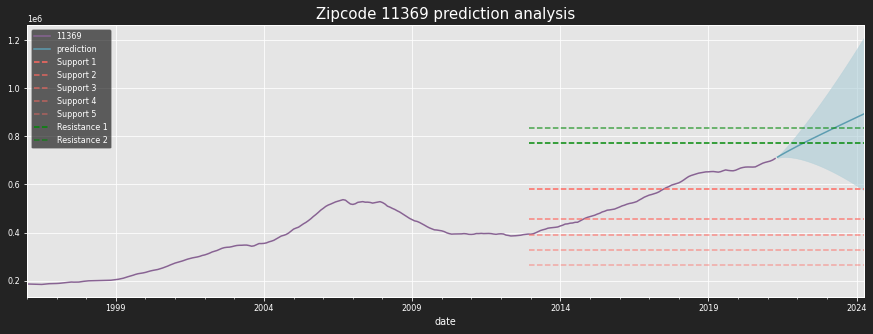 Zipcode 11369 prediction analysis
1e6
11369
prediction
Support 1
Support 2
Support 3
Support 4
Support 5
Resistance 1
Resistance 2
1.2
1.0
0.8
0.6
0.4
0.2
1999 2004 2009 2014 2019 2024
date